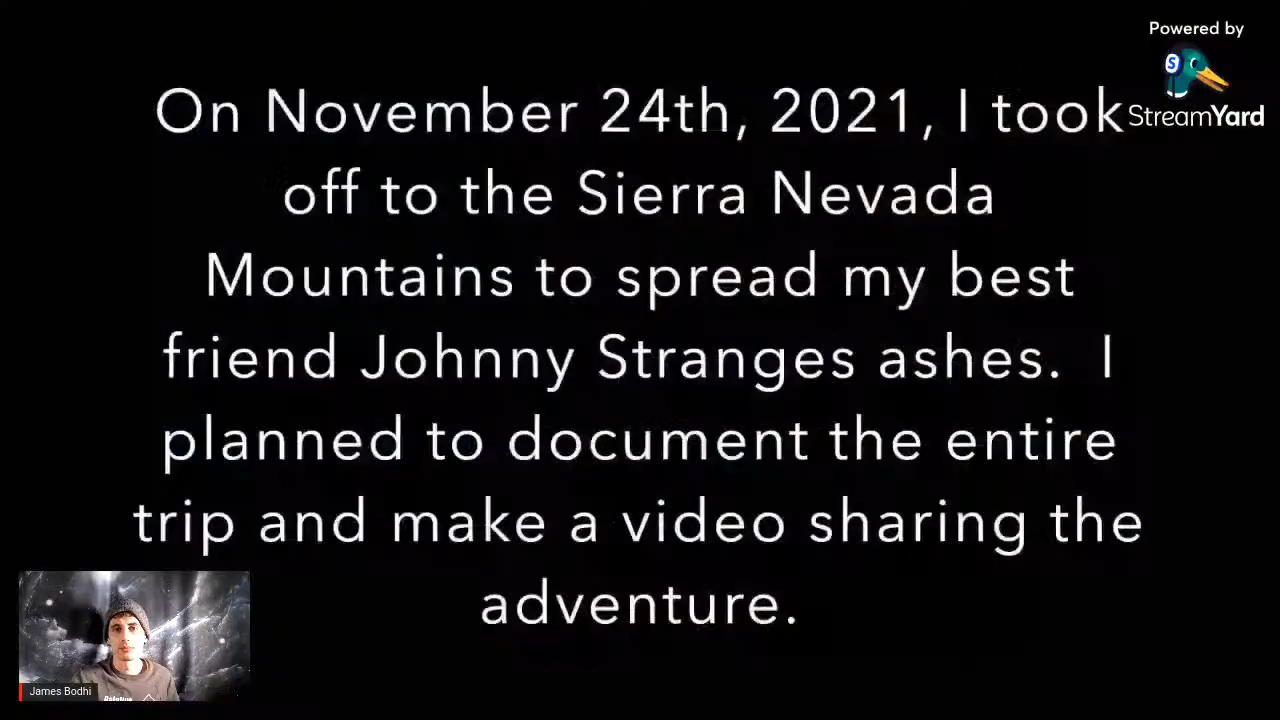 Powered by
StreamYard
On November 24th, 2021, I took
off to the Sierra Nevada
Mountains to spread my best
friend Johnny Stranges ashes. I
planned to document the entire
trip and make a video sharing the
adventure.
James Bodhi